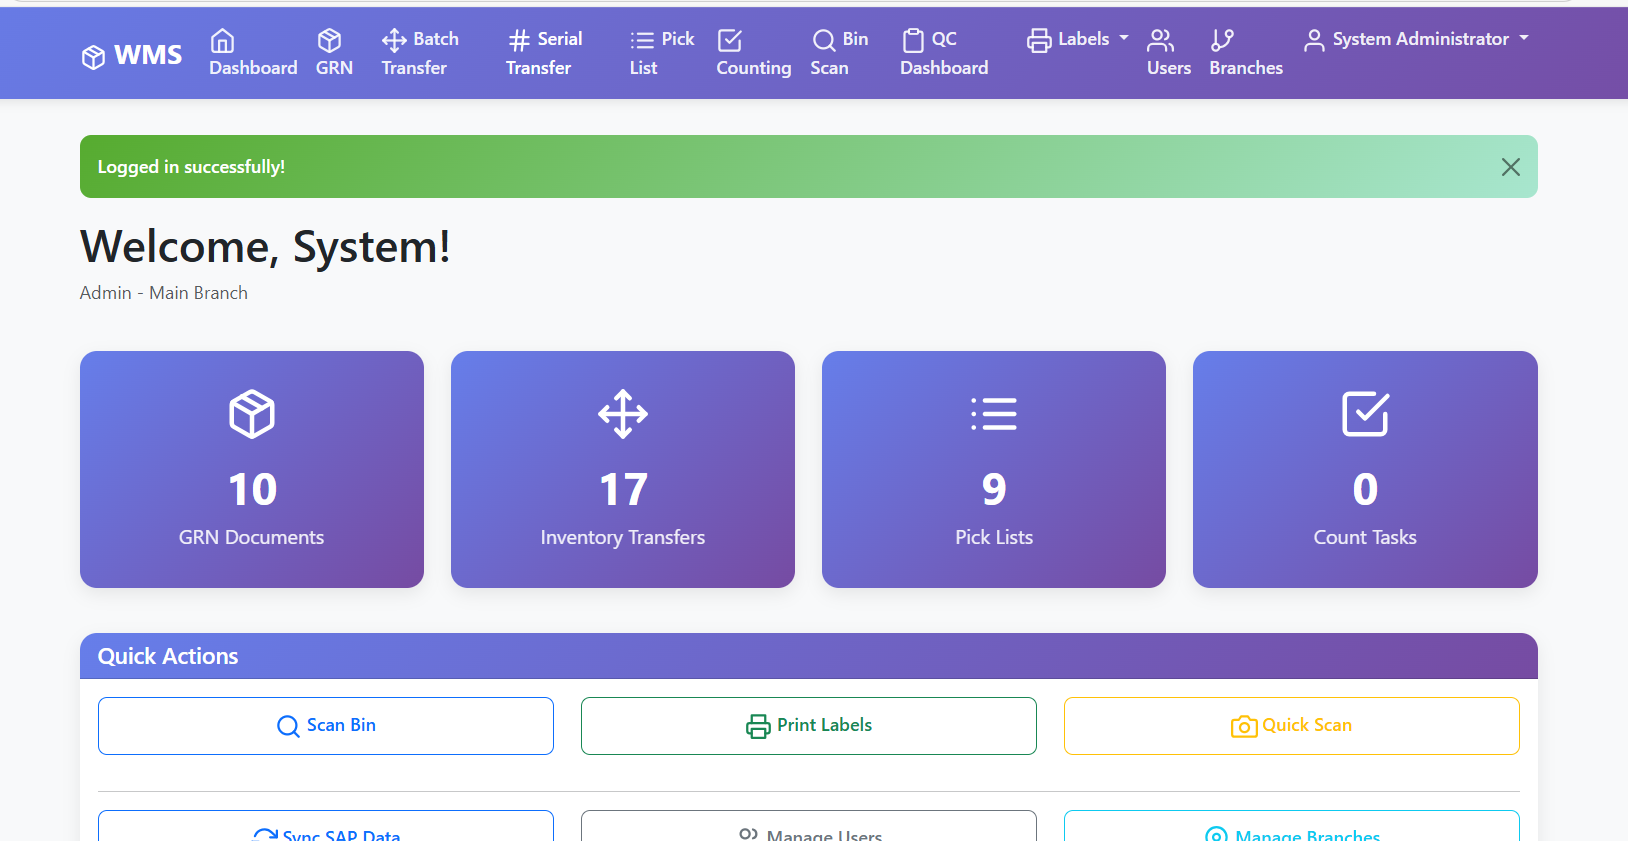 WMS
Dashboard
GRN
Batch Transfer
Serial Transfer
Pick List
Counting
Bin Scan
QC Dashboard
Labels
Users
Branches
System Administrator
Logged in successfully!
Welcome, System!
Admin - Main Branch
10
GRN Documents
17
Inventory Transfers
9
Pick Lists
0
Count Tasks
Quick Actions
Scan Bin
Print Labels
Quick Scan
Sync SAP Data
Manage Users
Manage Branches